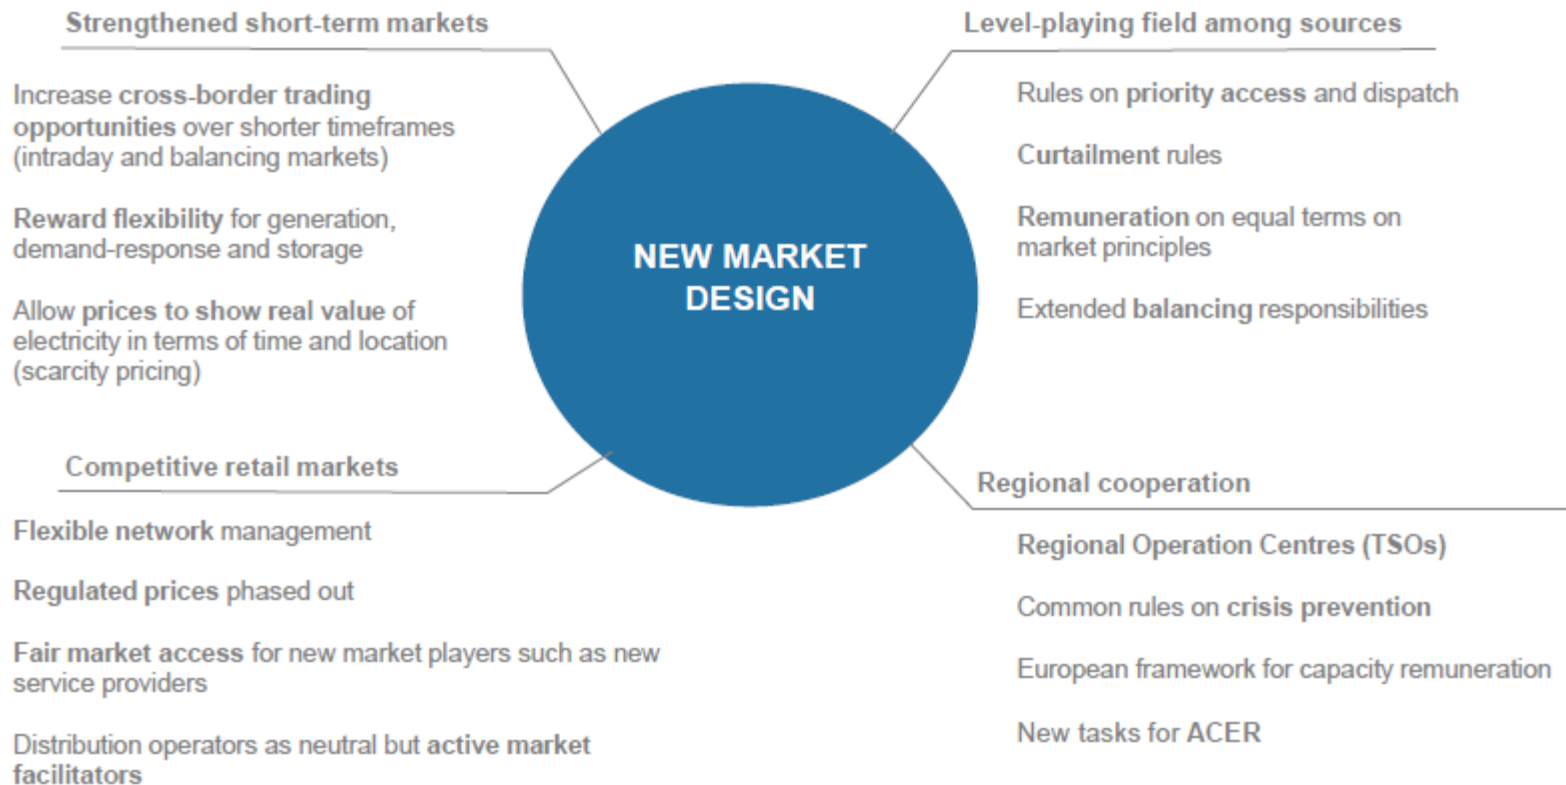 Strengthened short-term markets
Increase cross-border trading
opportunities over shorter timeframes
(intraday and balancing markets)
Reward flexibility for generation,
demand-response and storage
Allow prices to show real value of
electricity in terms of time and location
(scarcity pricing)
Level-playing field among sources
Rules on priority access and dispatch
Curtailment rules
Remuneration on equal terms on
market principles
Extended balancing responsibilities
NEW MARKET
DESIGN
Competitive retail markets
Flexible network management
Regulated prices phased out
Fair market access for new market players such as new
service providers
Distribution operators as neutral but active market
facilitators
Regional cooperation
Regional Operation Centres (TSOs)
Common rules on crisis prevention
European framework for capacity remuneration
New tasks for ACER